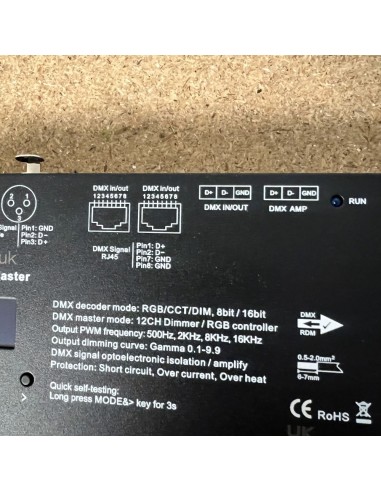 DMX in/out
DMX in/out
12345678
12345678
D+ D- GND
D+ D- GND
DMX IN/OUT
DMX AMP
RUN
1
2
3
Signal
Pin1: GND
Pin2: D−
Pin3: D+
DMX Signal
RJ45
Pin1: D+
Pin2: D−
Pin7: GND
Pin8: GND
uk
aster
DMX decoder mode: RGB/CCT/DIM, 8bit / 16bit
DMX master mode: 12CH Dimmer / RGB controller
Output PWM frequency: 500Hz, 2KHz, 8KHz, 16KHz
Output dimming curve: Gamma 0.1-9.9
DMX signal optoelectronic isolation / amplify
Protection: Short circuit, Over current, Over heat
DMX
RDM
0.5-2.0mm²
6-7mm
Quick self-testing:
Long press MODE&> key for 3s
>
CE RoHS
UK